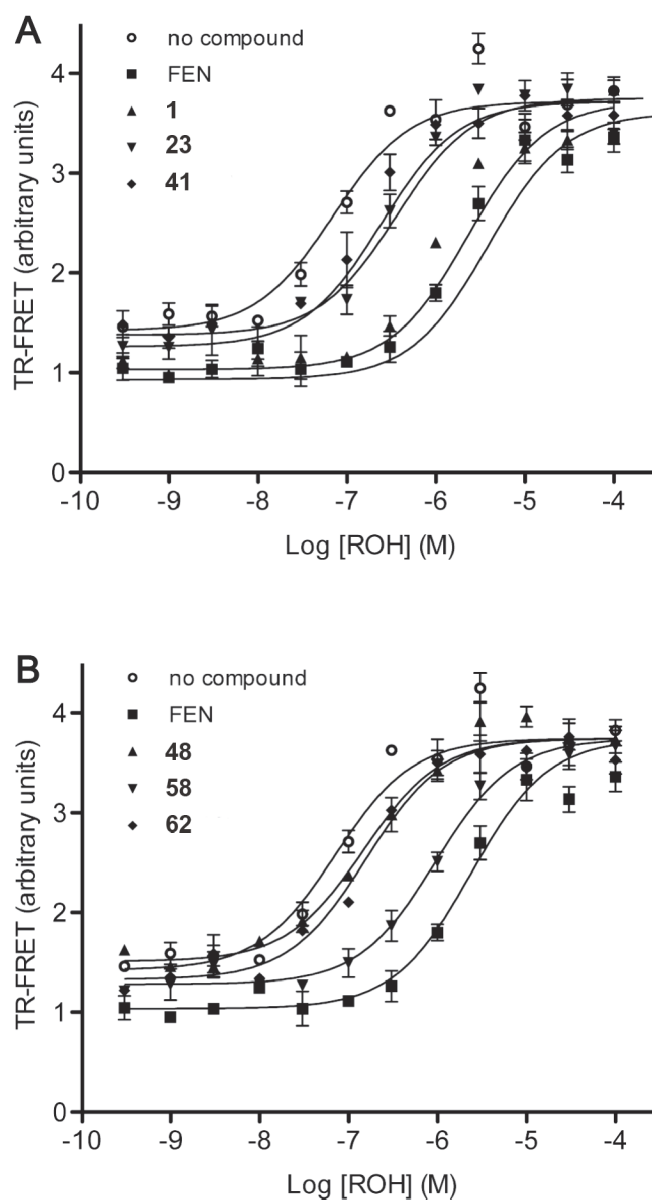 A
no compound
FEN
1
23
41
TR-FRET (arbitrary units)
4
3
2
1
0
-10 -9 -8 -7 -6 -5 -4
Log [ROH] (M)
B
no compound
FEN
48
58
62
TR-FRET (arbitrary units)
4
3
2
1
0
-10 -9 -8 -7 -6 -5 -4
Log [ROH] (M)